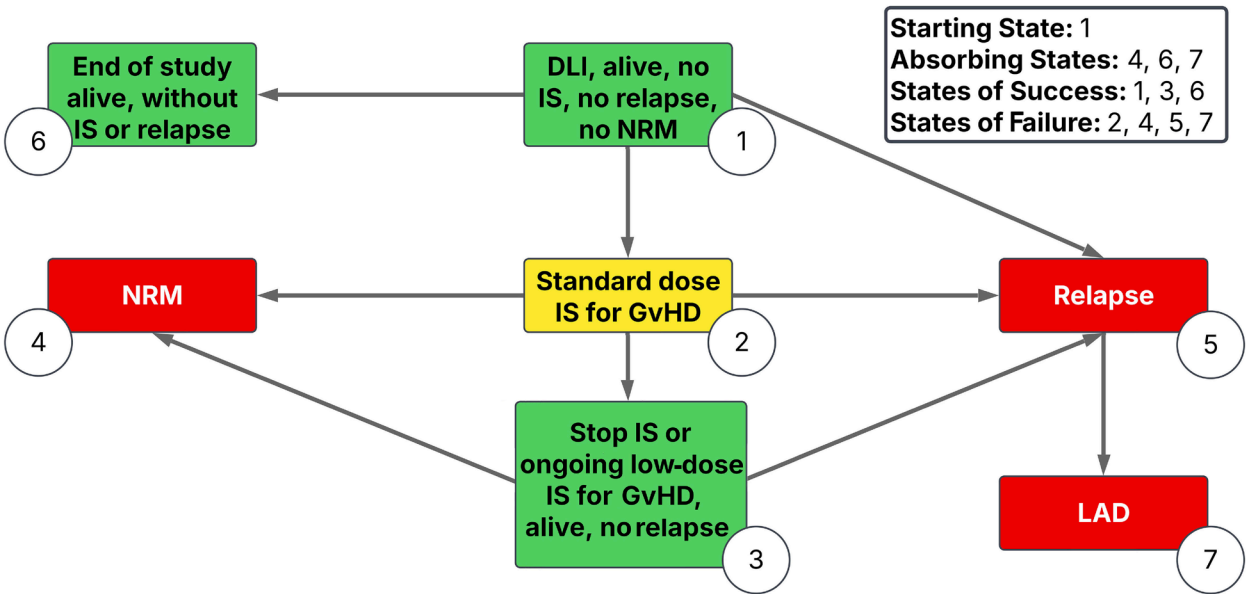 End of study
alive, without
IS or relapse
6
DLI, alive, no
IS, no relapse,
no NRM
1
Starting State: 1
Absorbing States: 4, 6, 7
States of Success: 1, 3, 6
States of Failure: 2, 4, 5, 7
NRM
4
Standard dose
IS for GvHD
2
Relapse
5
Stop IS or
ongoing low-dose
IS for GvHD,
alive, no relapse
3
LAD
7